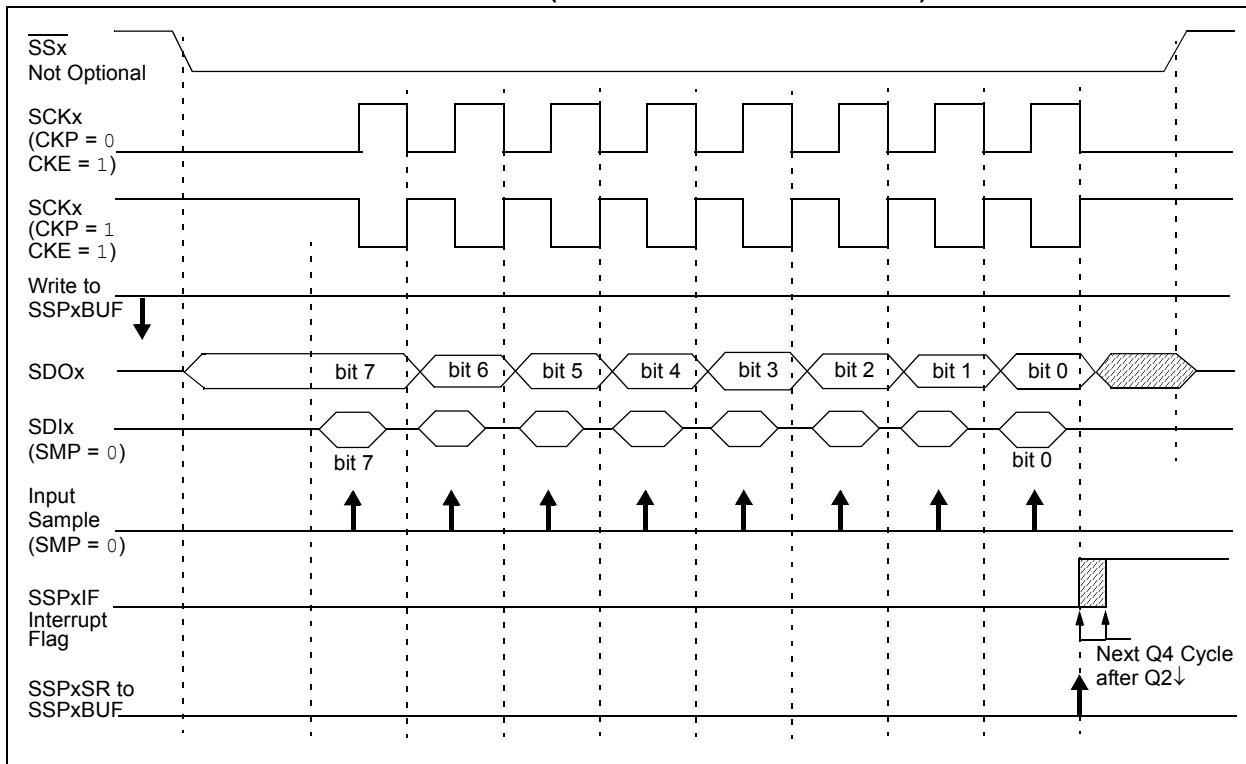 SSx
Not Optional
SCKx
(CKP = 0
CKE = 1)
SCKx
(CKP = 1
CKE = 1)
Write to
SSPxBUF
SDOx
bit 7
bit 6
bit 5
bit 4
bit 3
bit 2
bit 1
bit 0
SDIx
(SMP = 0)
bit 7
bit 0
Input
Sample
(SMP = 0)
SSPxIF
Interrupt
Flag
Next Q4 Cycle
after Q2↓
SSPxSR to
SSPxBUF